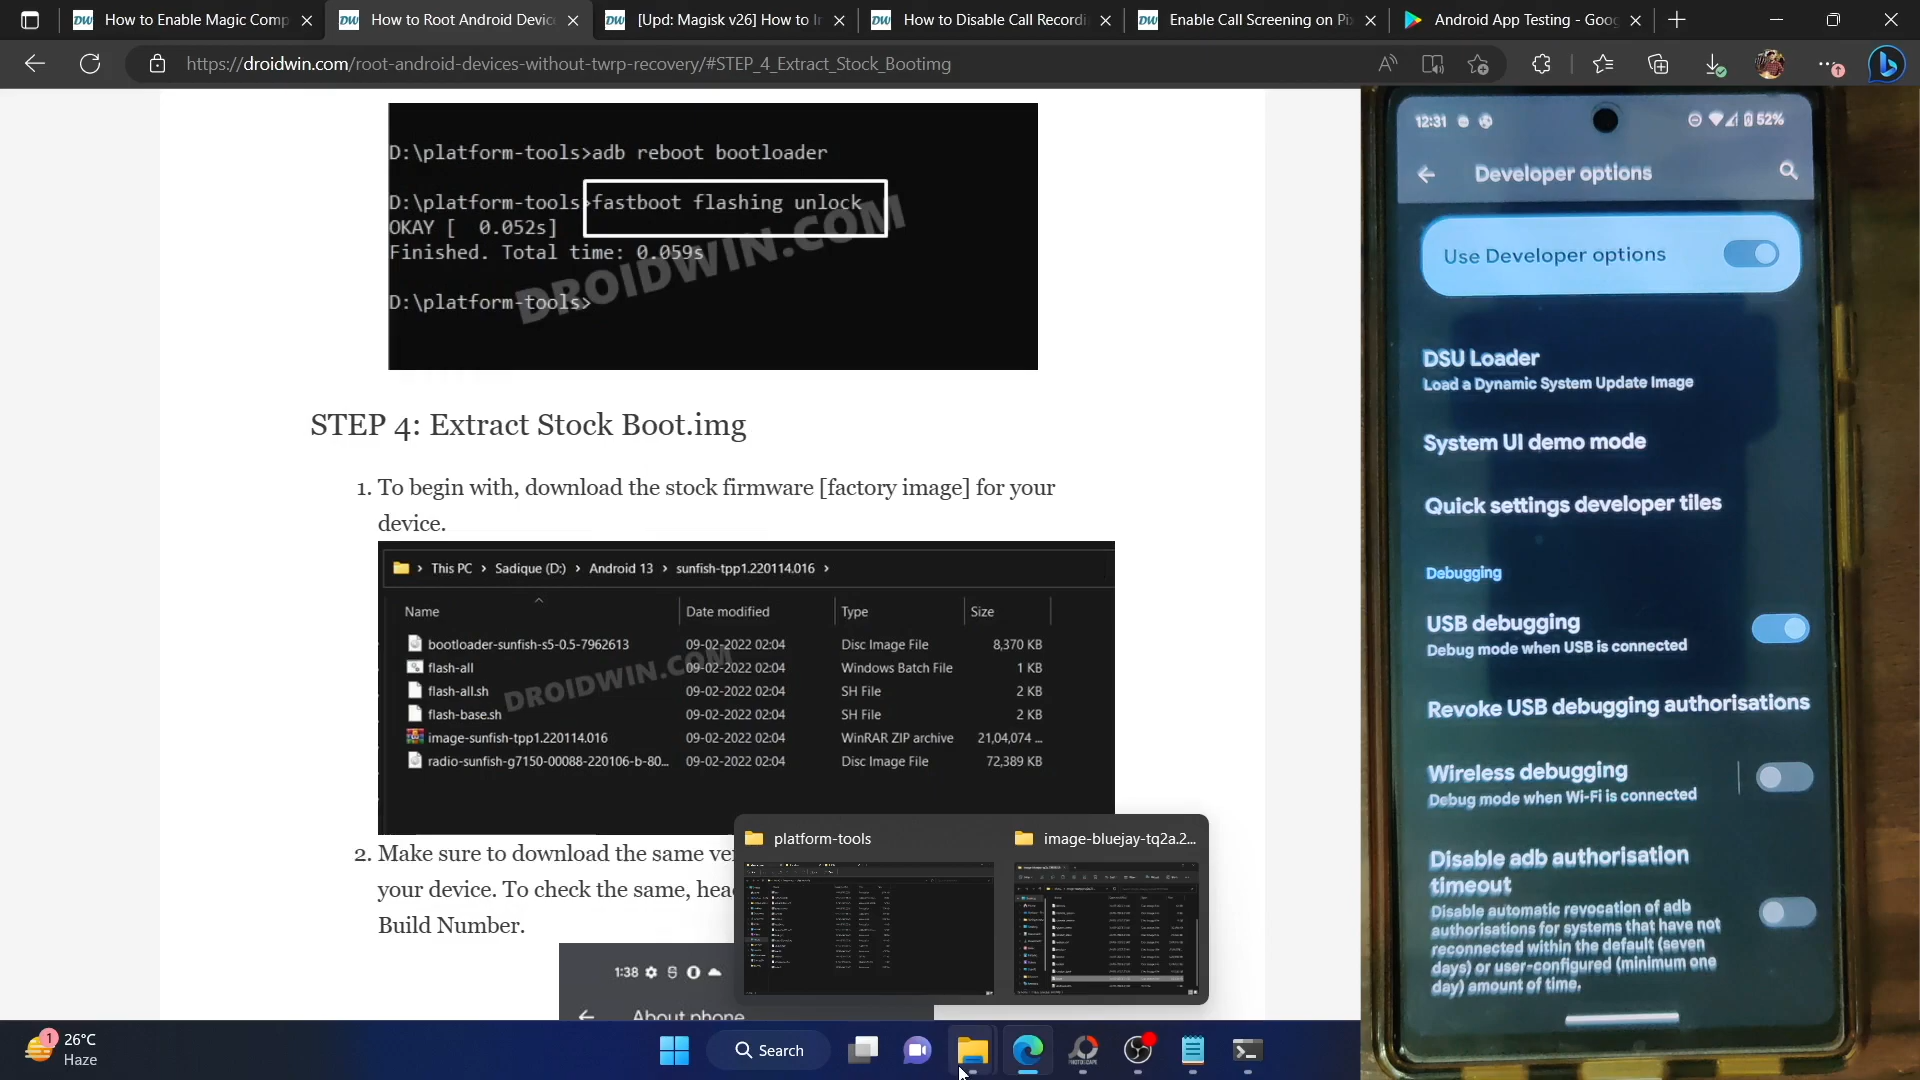 How to Enable Magic Comp
How to Root Android Devic
[Upd: Magisk v26] How to In
How to Disable Call Recordi
Enable Call Screening on Pi
Android App Testing - Goog
https://droidwin.com/root-android-devices-without-twrp-recovery/#STEP_4_Extract_Stock_Bootimg
D:\platform-tools>adb reboot bootloader
D:\platform-tools>fastboot flashing unlock
OKAY [  0.052s]
Finished. Total time: 0.059s
D:\platform-tools>
DROIDWIN.COM
STEP 4: Extract Stock Boot.img
1. To begin with, download the stock firmware [factory image] for your
device.
This PC > Sadique (D:) > Android 13 > sunfish-tpp1.220114.016 >
Name Date modified Type Size
bootloader-sunfish-s5-0.5-7962613 09-02-2022 02:04 Disc Image File 8,370 KB
flash-all 09-02-2022 02:04 Windows Batch File 1 KB
flash-all.sh 09-02-2022 02:04 SH File 2 KB
flash-base.sh 09-02-2022 02:04 SH File 2 KB
image-sunfish-tpp1.220114.016 09-02-2022 02:04 WinRAR ZIP archive 21,04,074 ...
radio-sunfish-g7150-00088-220106-b-80... 09-02-2022 02:04 Disc Image File 72,389 KB
DROIDWIN.COM
2. Make sure to download the same ver
your device. To check the same, hea
Build Number.
1:38
About phone
platform-tools
image-bluejay-tq2a.2...
1
26°C
Haze
Search
12:31
52%
Developer options
Use Developer options
DSU Loader
Load a Dynamic System Update Image
System UI demo mode
Quick settings developer tiles
Debugging
USB debugging
Debug mode when USB is connected
Revoke USB debugging authorisations
Wireless debugging
Debug mode when Wi-Fi is connected
Disable adb authorisation
timeout
Disable automatic revocation of adb
authorisations for systems that have not
reconnected within the default (seven
days) or user-configured (minimum one
day) amount of time.